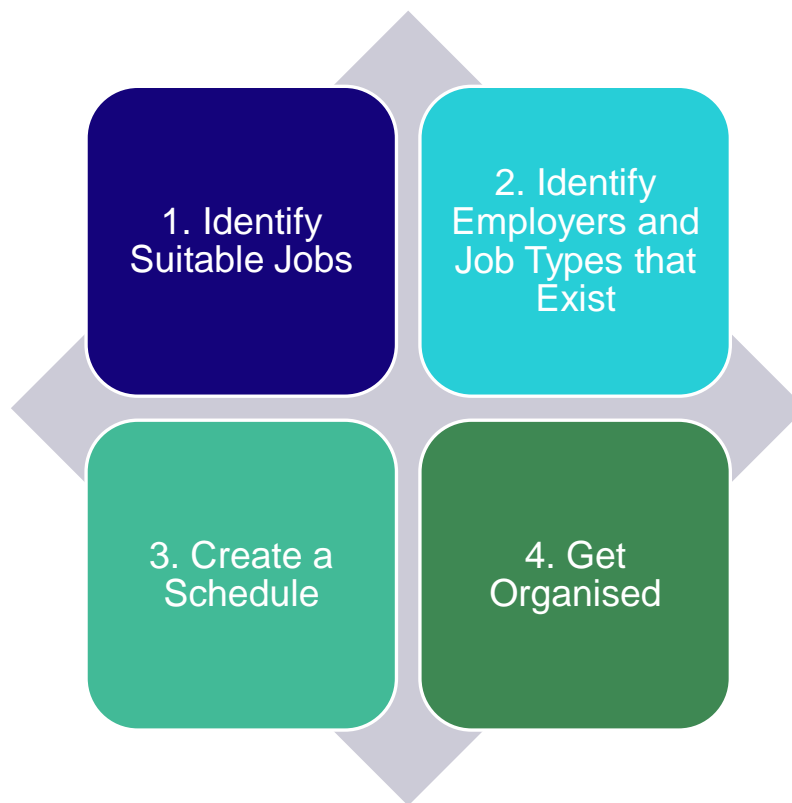 1. Identify
Suitable Jobs
2. Identify
Employers and
Job Types that
Exist
3. Create a
Schedule
4. Get
Organised